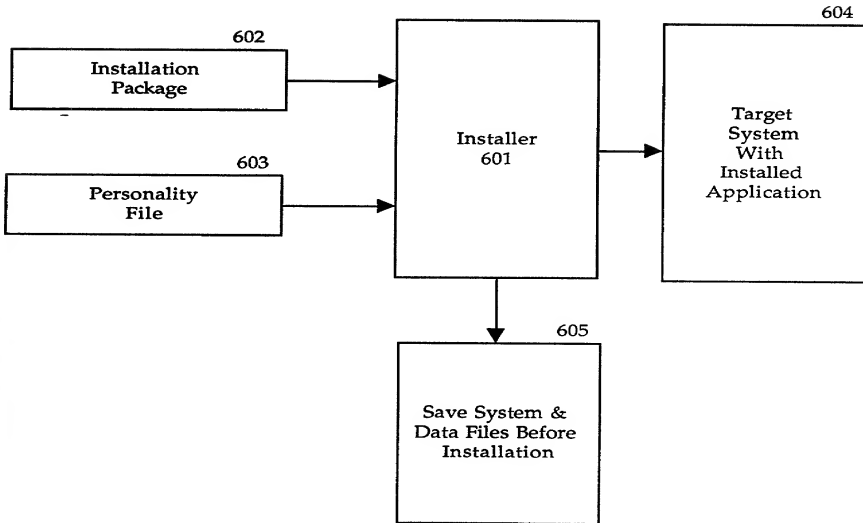 602
Installation
Package
603
Personality
File
Installer
601
604
Target
System
With
Installed
Application
605
Save System &
Data Files Before
Installation